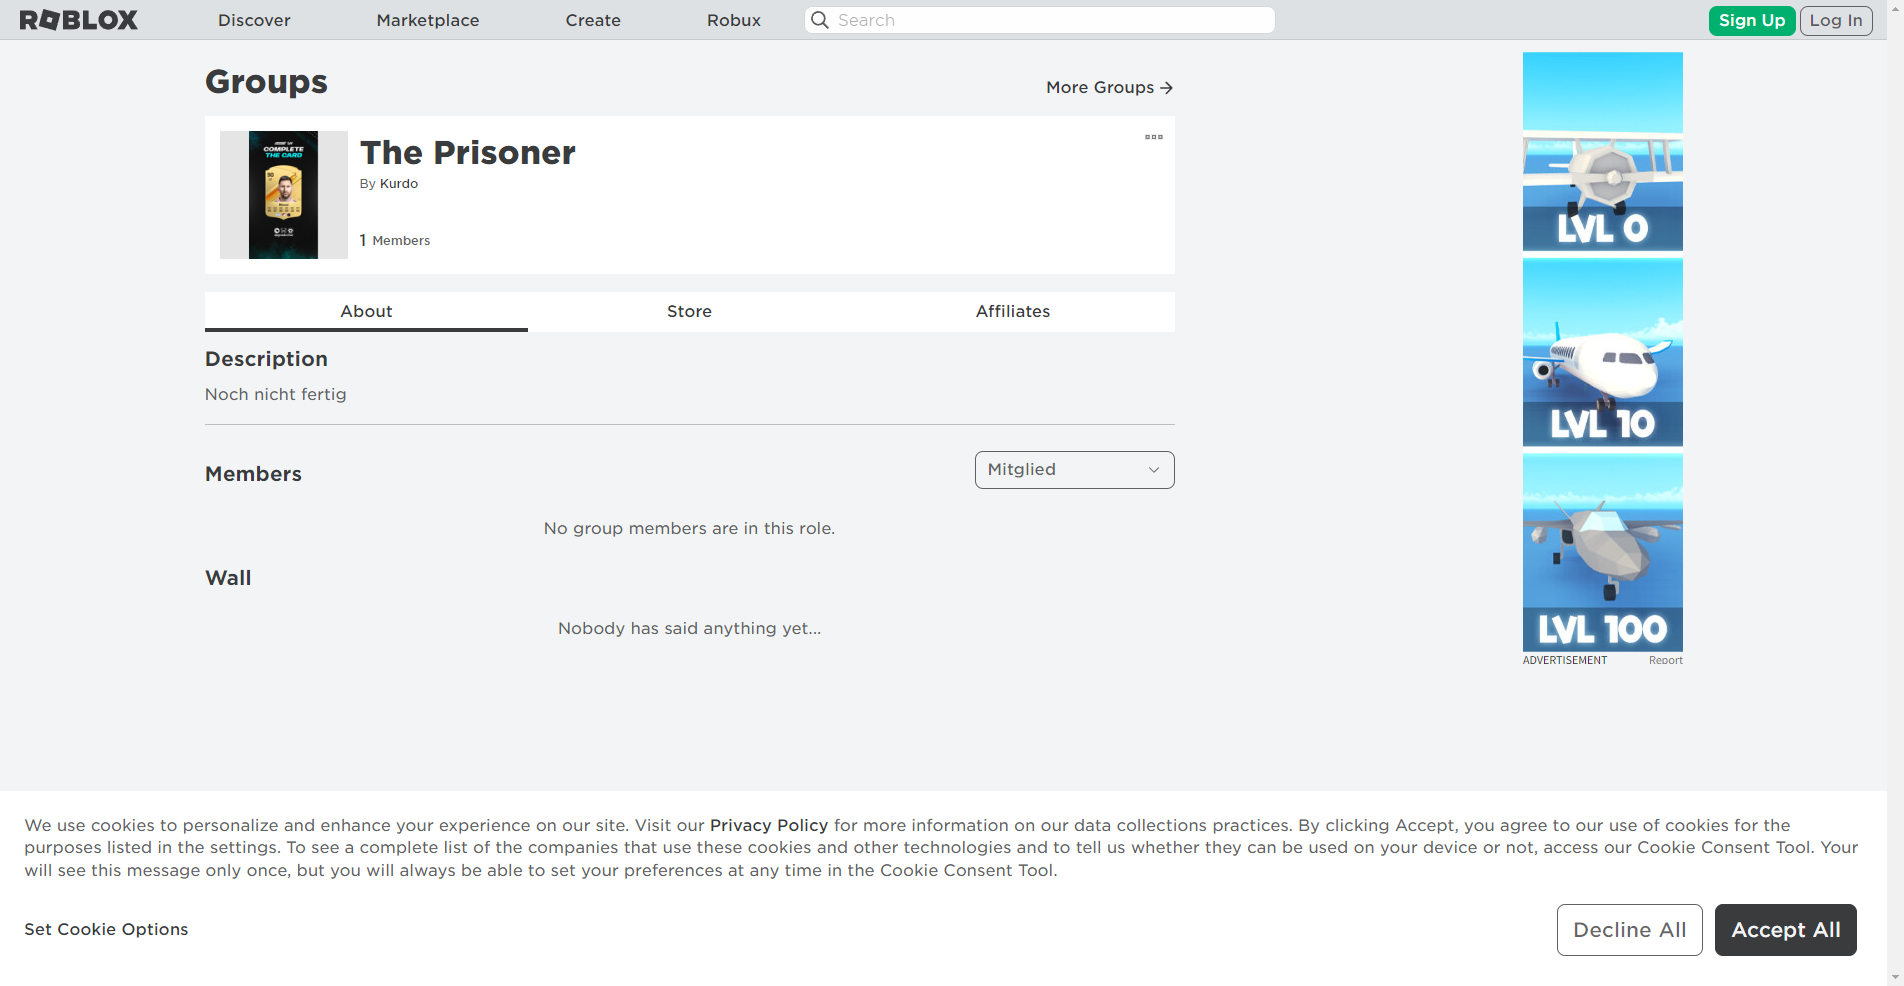 ROBLOX
Discover
Marketplace
Create
Robux
Search
Sign Up
Log In
Groups
More Groups
COMPLETE
THE CARD
90
The Prisoner
By Kurdo
1 Members
About
Store
Affiliates
Description
Noch nicht fertig
Members
Mitglied
No group members are in this role.
Wall
Nobody has said anything yet...
LVL 0
LVL 10
LVL 100
ADVERTISEMENT
Report
We use cookies to personalize and enhance your experience on our site. Visit our Privacy Policy for more information on our data collections practices. By clicking Accept, you agree to our use of cookies for the
purposes listed in the settings. To see a complete list of the companies that use these cookies and other technologies and to tell us whether they can be used on your device or not, access our Cookie Consent Tool. Your
will see this message only once, but you will always be able to set your preferences at any time in the Cookie Consent Tool.
Set Cookie Options
Decline All
Accept All